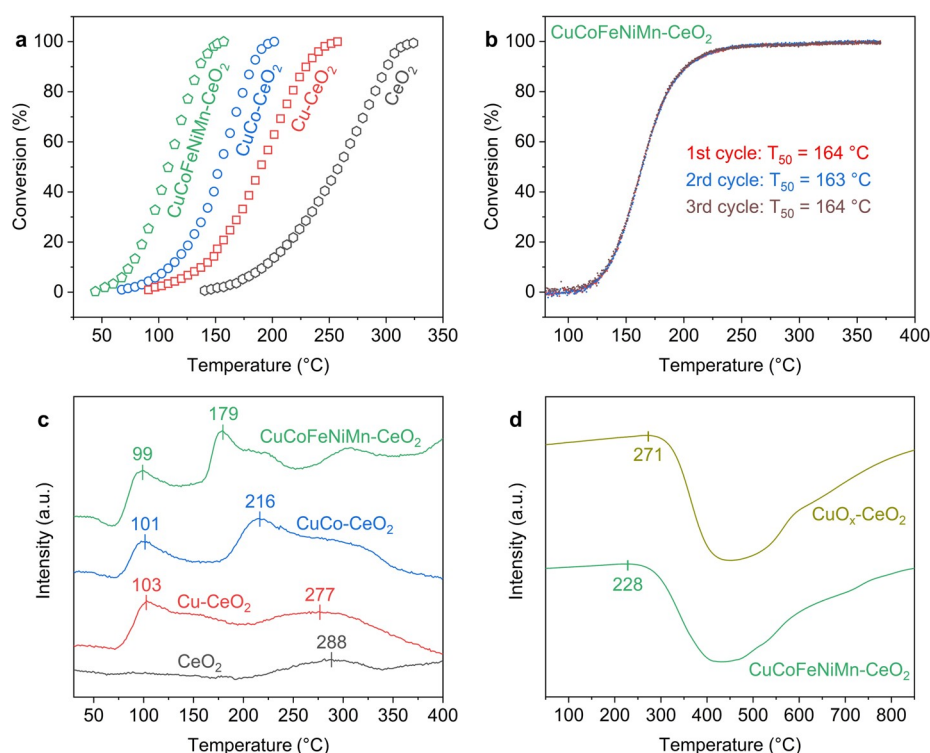 a
Conversion (%)
100
80
60
40
20
0
CuCoFeNiMn-CeO₂
CuCo-CeO₂
Cu-CeO₂
CeO₂
50 100 150 200 250 300 350
Temperature (°C)
b
CuCoFeNiMn-CeO₂
Conversion (%)
100
80
60
40
20
0
1st cycle: T₅₀ = 164 °C
2rd cycle: T₅₀ = 163 °C
3rd cycle: T₅₀ = 164 °C
100 150 200 250 300 350 400
Temperature (°C)
c
Intensity (a.u.)
179
CuCoFeNiMn-CeO₂
99
216
101
CuCo-CeO₂
103
Cu-CeO₂
277
288
CeO₂
50 100 150 200 250 300 350 400
Temperature (°C)
d
Intensity (a.u.)
271
CuOₓ-CeO₂
228
CuCoFeNiMn-CeO₂
100 200 300 400 500 600 700 800
Temperature (°C)